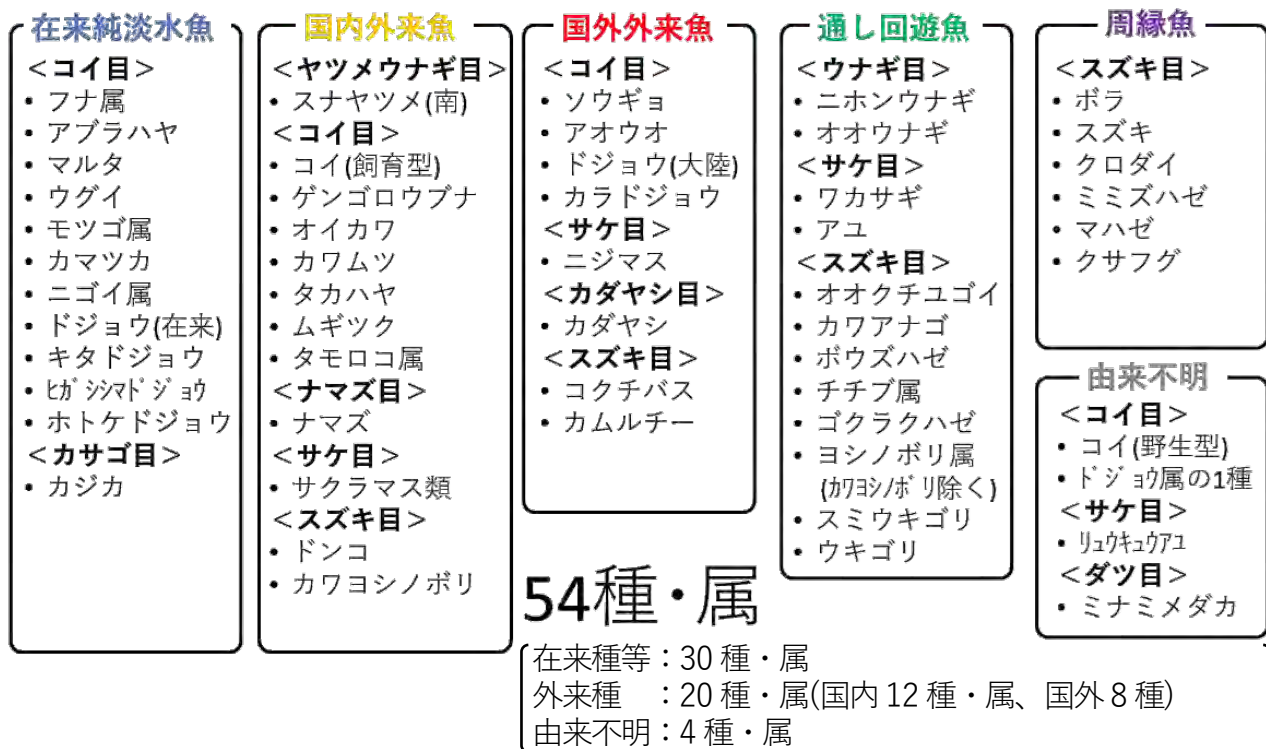 在来純淡水魚
<コイ目>
• フナ属
• アブラハヤ
• マルタ
• ウグイ
• モツゴ属
• カマツカ
• ニゴイ属
• ドジョウ(在来)
• キタドジョウ
• ﾋｶﾞｼｼﾏﾄﾞｼﾞｮｳ
• ホトケドジョウ
<カサゴ目>
• カジカ
国内外来魚
<ヤツメウナギ目>
• スナヤツメ(南)
<コイ目>
• コイ(飼育型)
• ゲンゴロウブナ
• オイカワ
• カワムツ
• タカハヤ
• ムギツク
• タモロコ属
<ナマズ目>
• ナマズ
<サケ目>
• サクラマス類
<スズキ目>
• ドンコ
• カワヨシノボリ
国外外来魚
<コイ目>
• ソウギョ
• アオウオ
• ドジョウ(大陸)
• カラドジョウ
<サケ目>
• ニジマス
<カダヤシ目>
• カダヤシ
<スズキ目>
• コクチバス
• カムルチー
通し回遊魚
<ウナギ目>
• ニホンウナギ
• オオウナギ
<サケ目>
• ワカサギ
• アユ
<スズキ目>
• オオクチユゴイ
• カワアナゴ
• ボウズハゼ
• チチブ属
• ゴクラクハゼ
• ヨシノボリ属
(ｶﾜﾖｼﾉﾎﾞﾘ除く)
• スミウキゴリ
• ウキゴリ
周縁魚
<スズキ目>
• ボラ
• スズキ
• クロダイ
• ミミズハゼ
• マハゼ
• クサフグ
由来不明
<コイ目>
• コイ(野生型)
• ﾄﾞｼﾞｮｳ属の1種
<サケ目>
• ﾘｭｳｷｭｳｱﾕ
<ダツ目>
• ミナミメダカ
54種・属
在来種等：30 種・属
外来種　：20 種・属(国内 12 種・属、国外 8 種)
由来不明：4 種・属